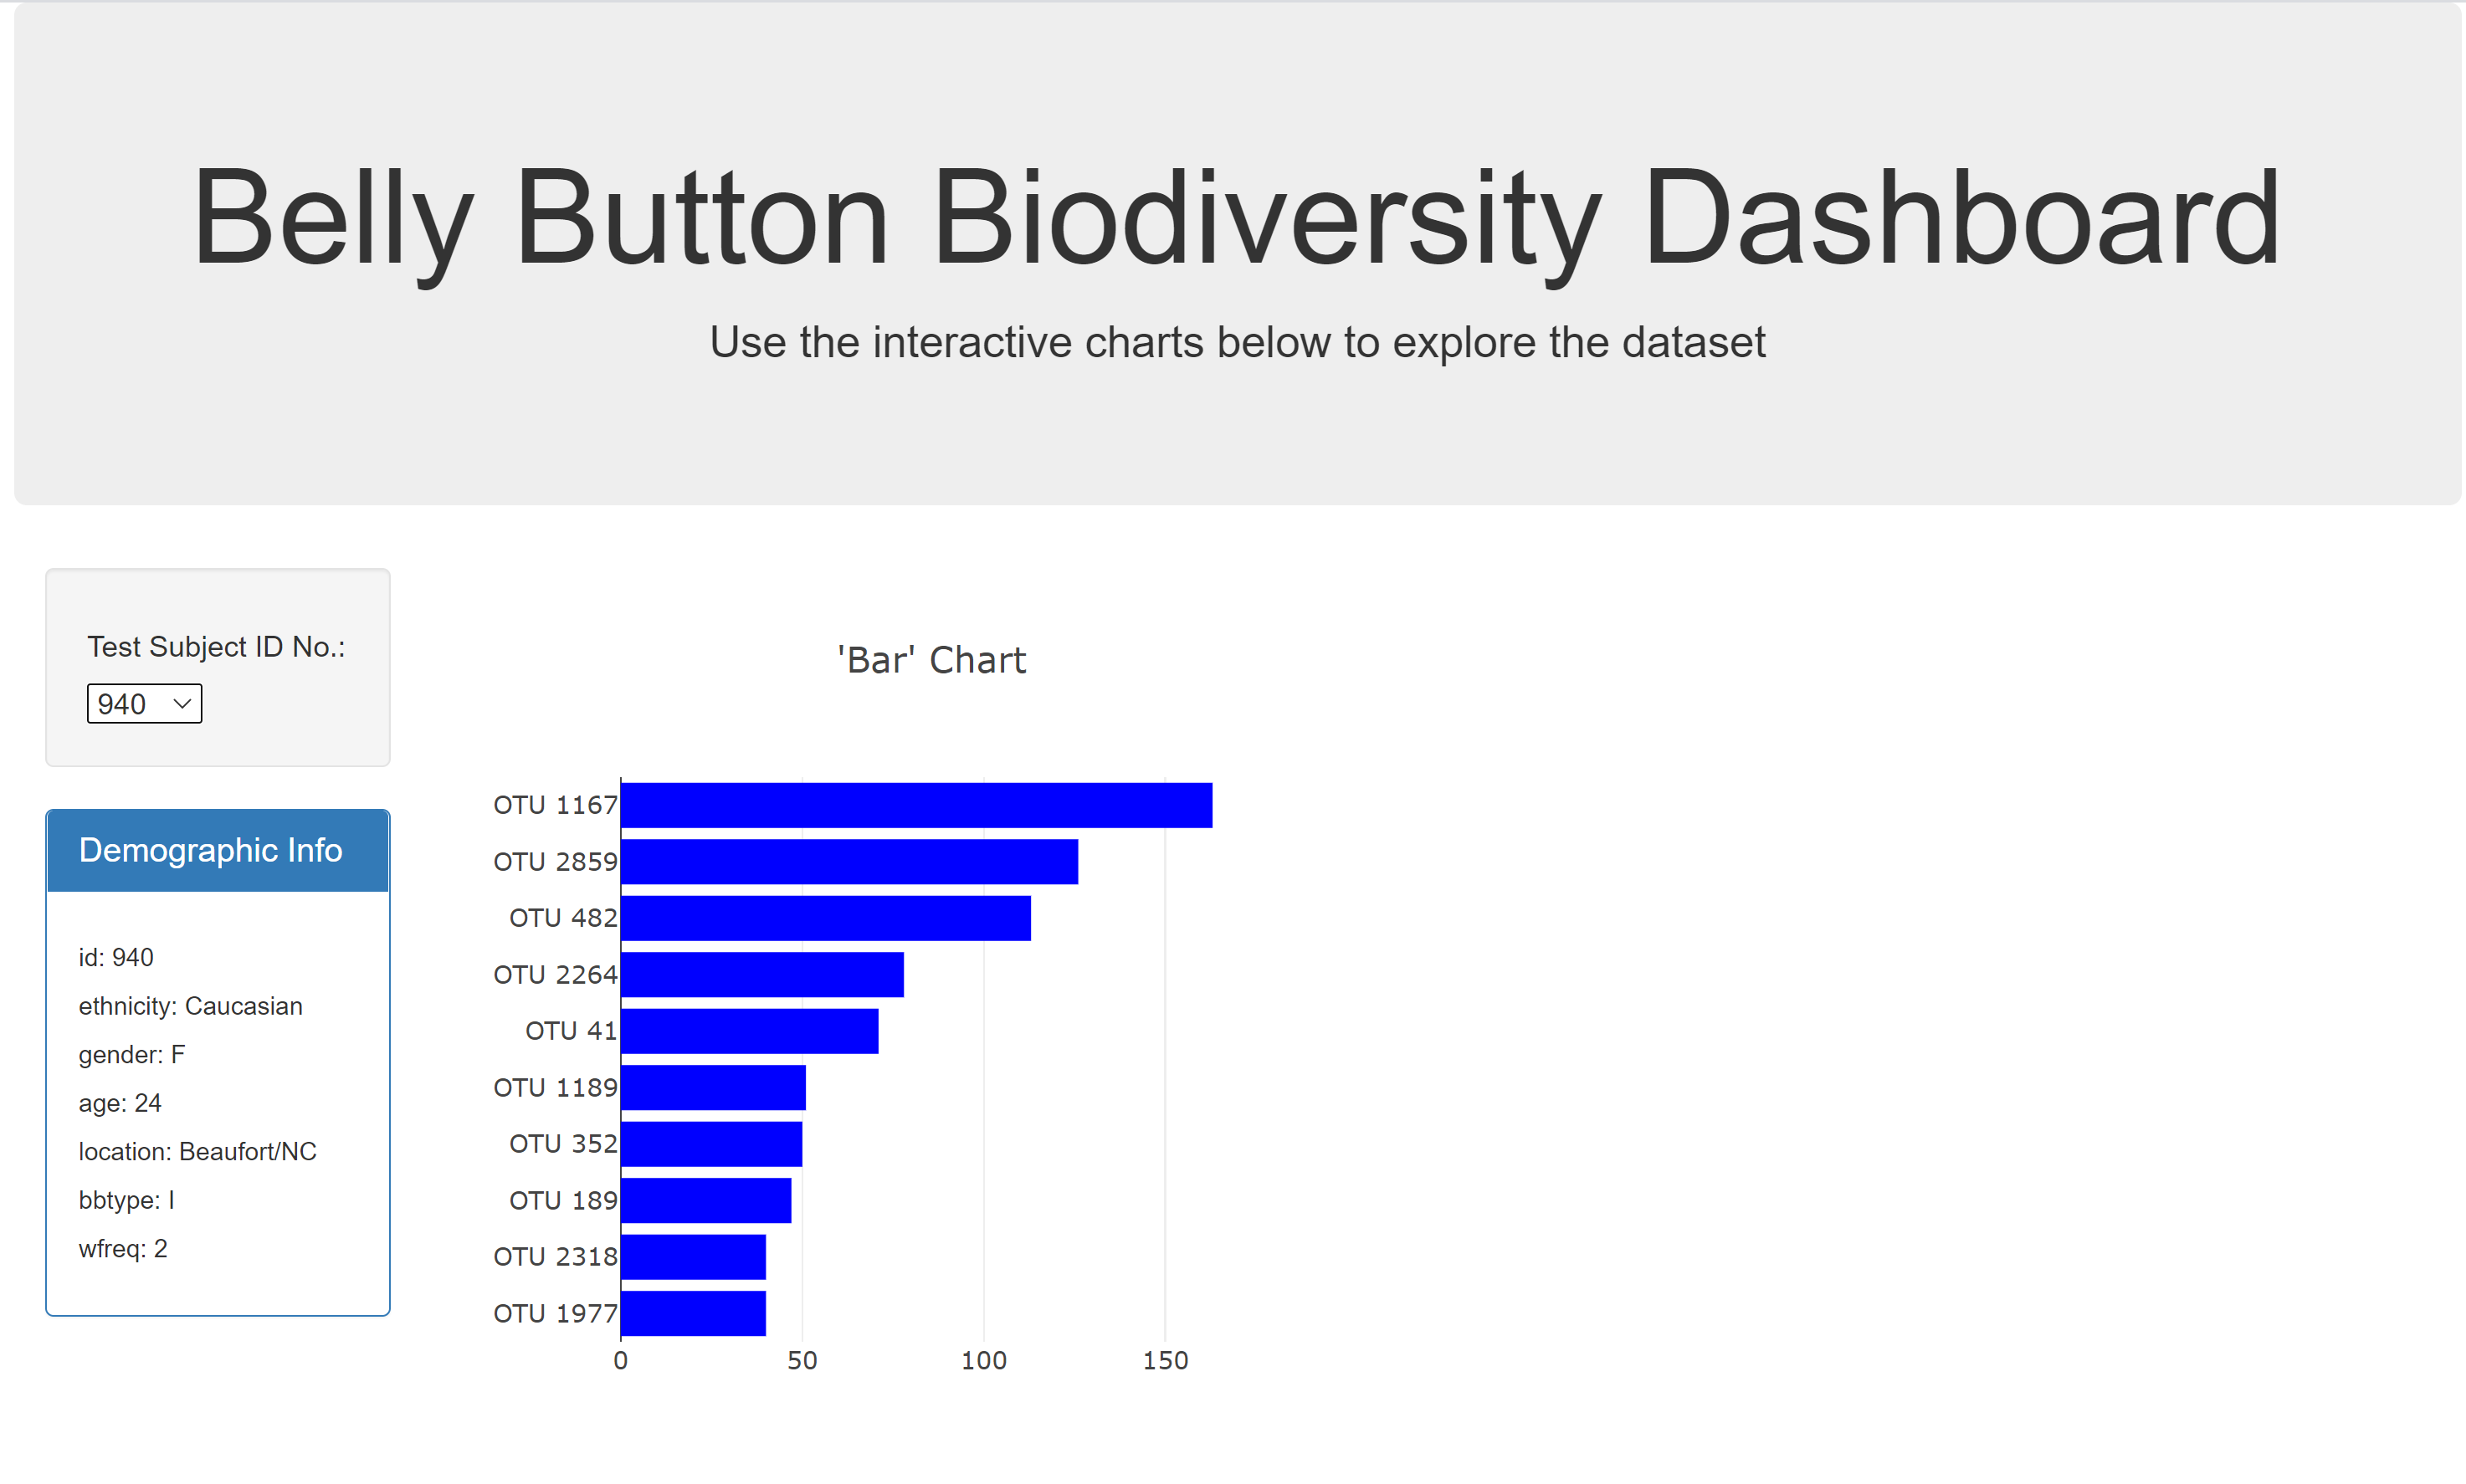 Belly Button Biodiversity Dashboard
Use the interactive charts below to explore the dataset
Test Subject ID No.:
940
Demographic Info
id: 940
ethnicity: Caucasian
gender: F
age: 24
location: Beaufort/NC
bbtype: I
wfreq: 2
'Bar' Chart
OTU 1167
OTU 2859
OTU 482
OTU 2264
OTU 41
OTU 1189
OTU 352
OTU 189
OTU 2318
OTU 1977
0 50 100 150